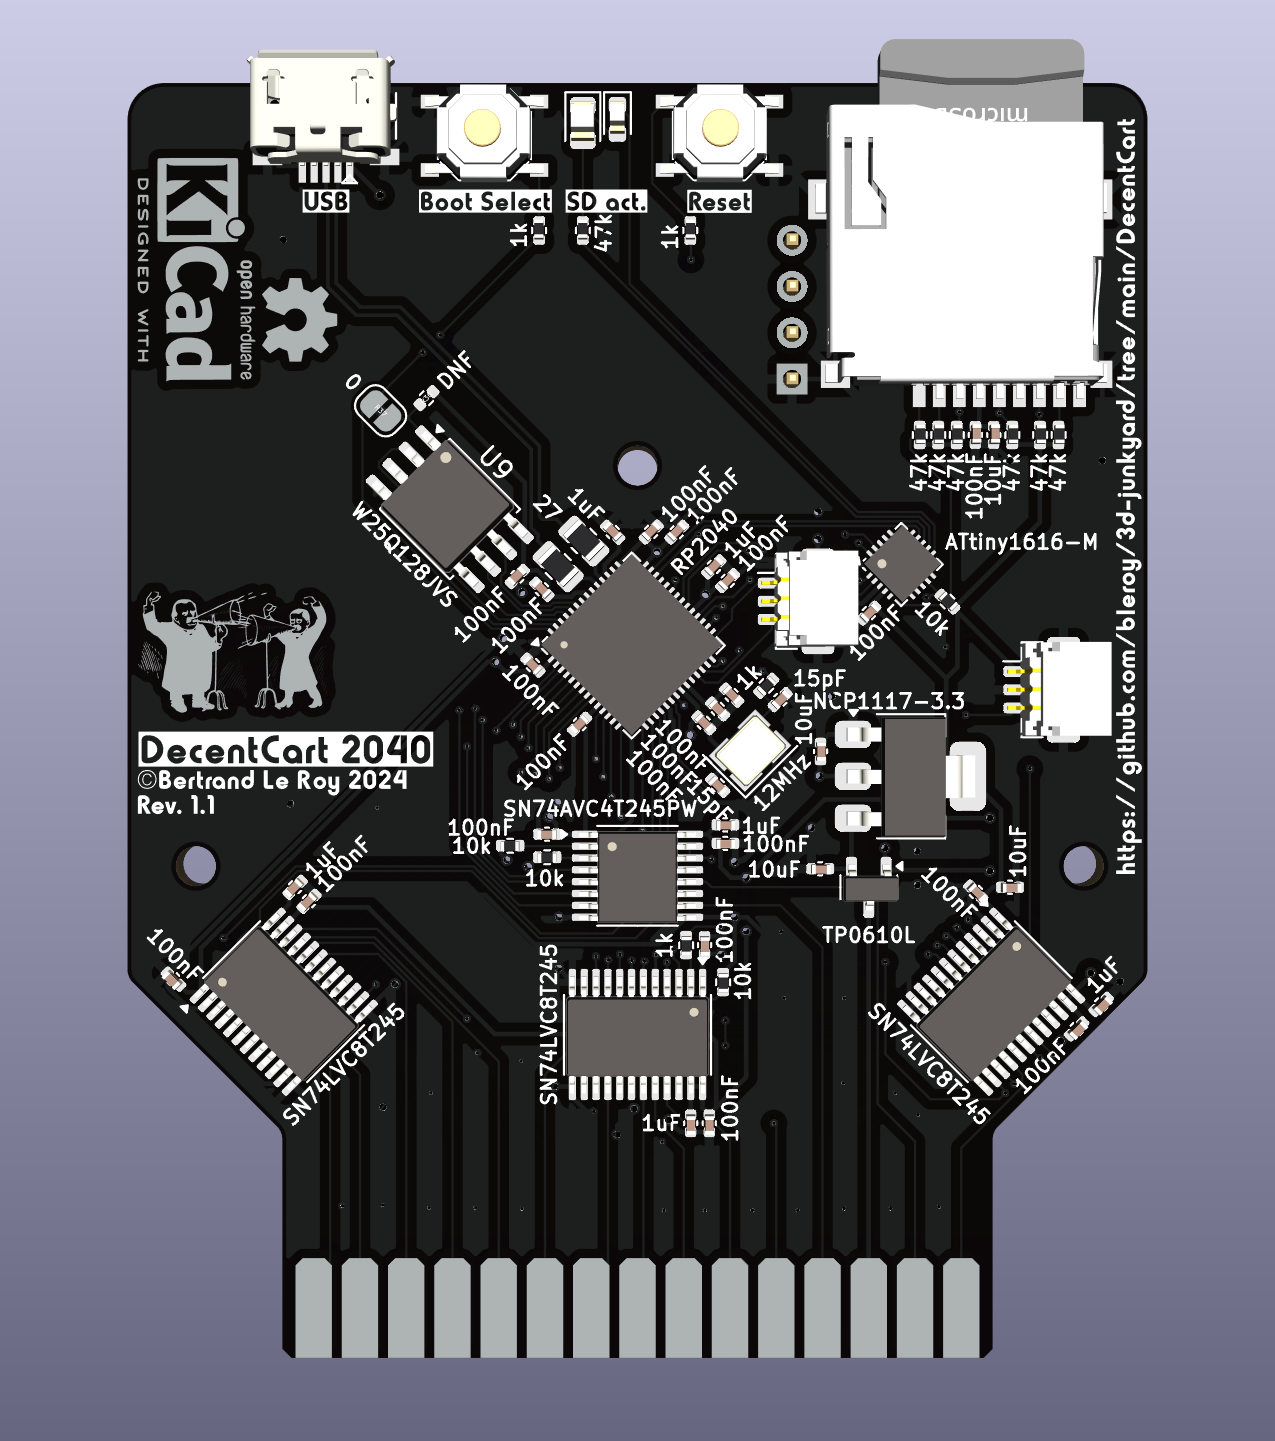 microSD
USB
Boot Select
SD act.
Reset
1k
47k
1k
DESIGNED WITH
KiCad
open hardware
https://github.com/bleroy/3d-junkyard/tree/main/DecentCart
0
R37
DNF
U9
W25Q128JVS
47k
47k
47k
100nF
10uF
47k
47k
47k
27
1uF
100nF
100nF
RP2040
1uF
100nF
ATtiny1616-M
10k
100nF
100nF
100nF
100nF
100nF
1k
15pF
NCP1117-3.3
10uF
100nF
100nF
100nF
15pF
12MHz
DecentCart 2040
©Bertrand Le Roy 2024
Rev. 1.1
SN74AVC4T245PW
100nF
10k
10k
1uF
100nF
10uF
10uF
TP0610L
100nF
1uF
100nF
100nF
SN74LVC8T245
1k
100nF
10k
SN74LVC8T245
1uF
100nF
SN74LVC8T245
1uF
100nF